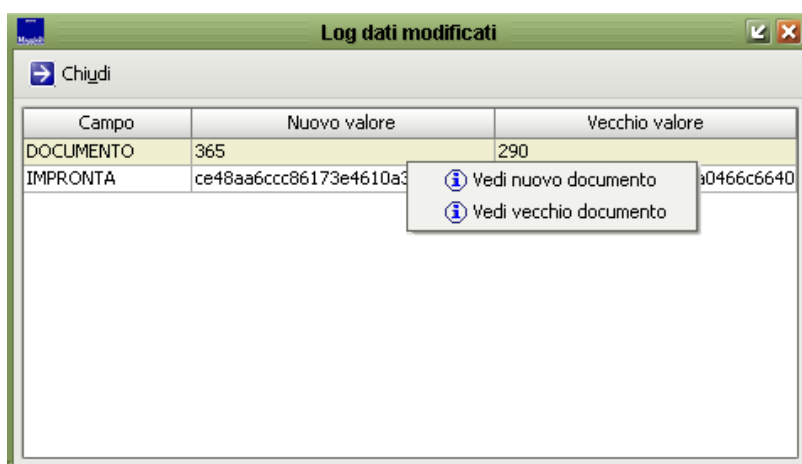 Maggioli
Log dati modificati
Chiudi
Campo Nuovo valore Vecchio valore
DOCUMENTO 365 290
IMPRONTA ce48aa6ccc86173e4610a3 a0466c6640
Vedi nuovo documento
Vedi vecchio documento